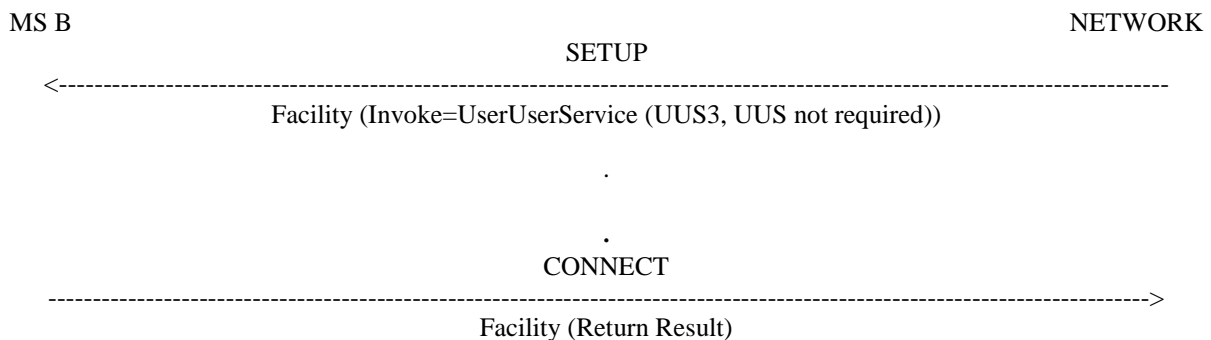 MS B NETWORK
SETUP
<------------------------------------------------------------------------------------------------------------------------------
Facility (Invoke=UserUserService (UUS3, UUS not required))
.
.
CONNECT
------------------------------------------------------------------------------------------------------------------------------>
Facility (Return Result)